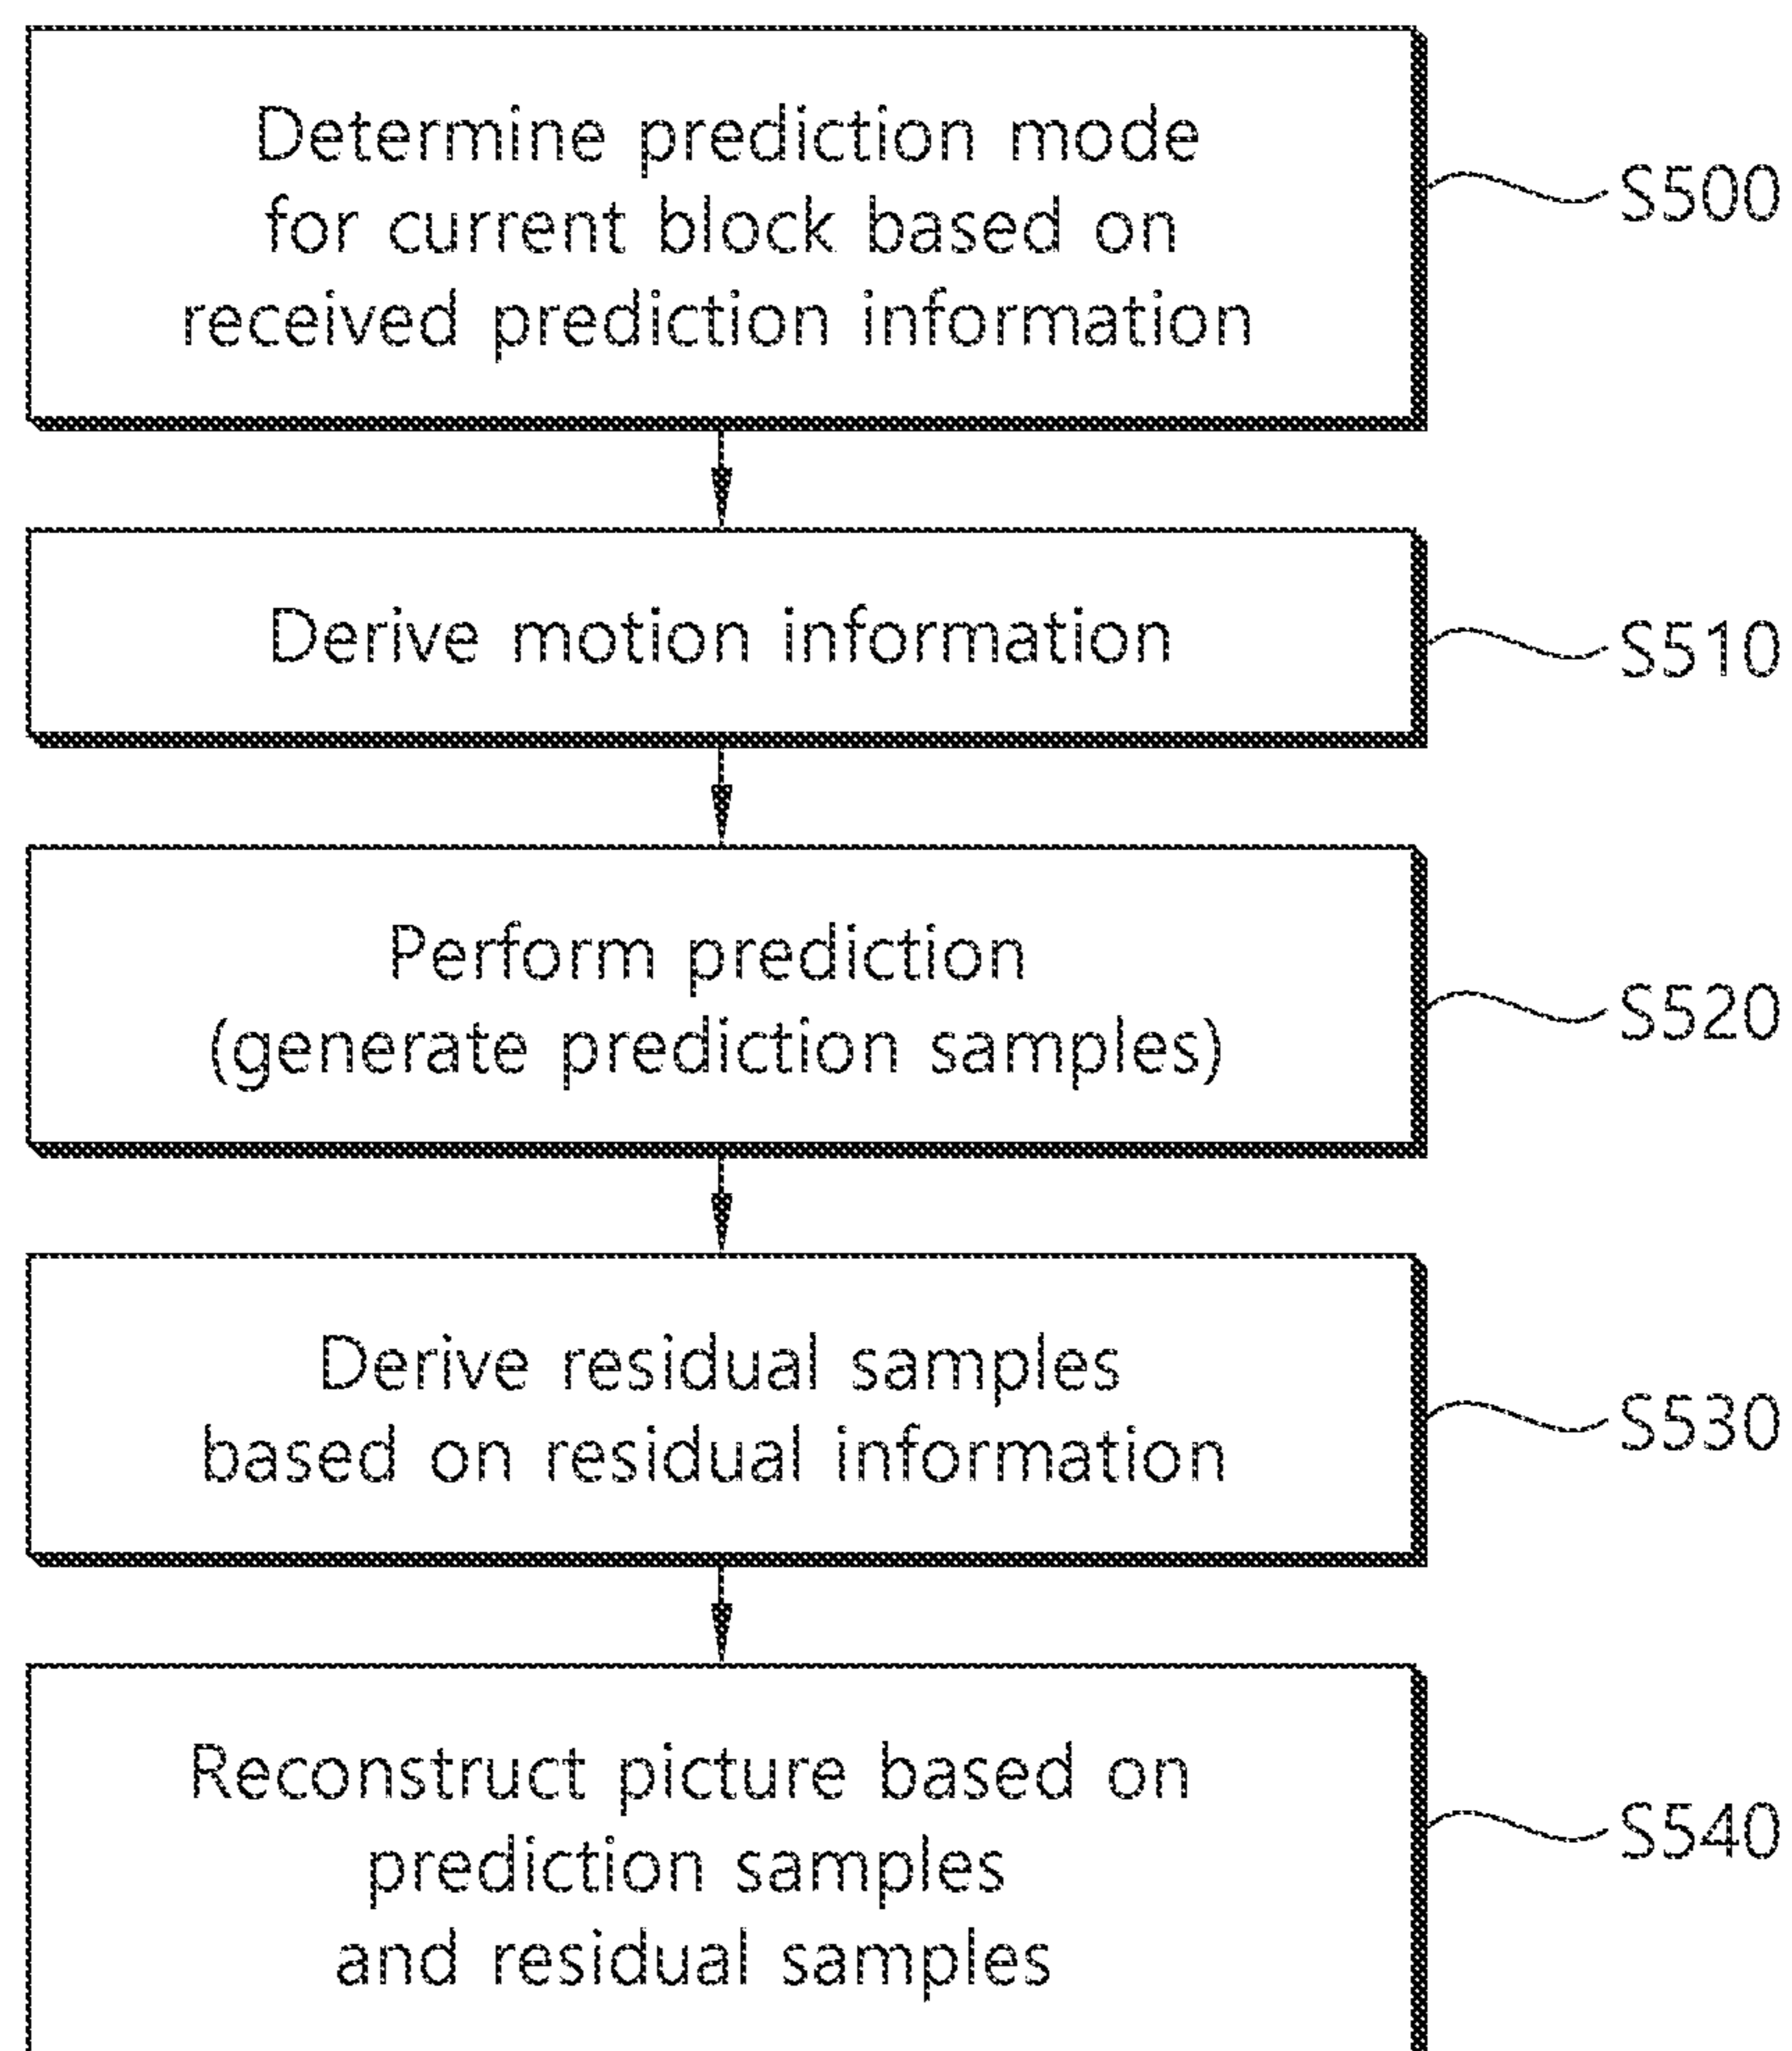 Determine prediction mode
for current block based on
received prediction information
S500
Derive motion information
S510
Perform prediction
(generate prediction samples)
S520
Derive residual samples
based on residual information
S530
Reconstruct picture based on
prediction samples
and residual samples
S540